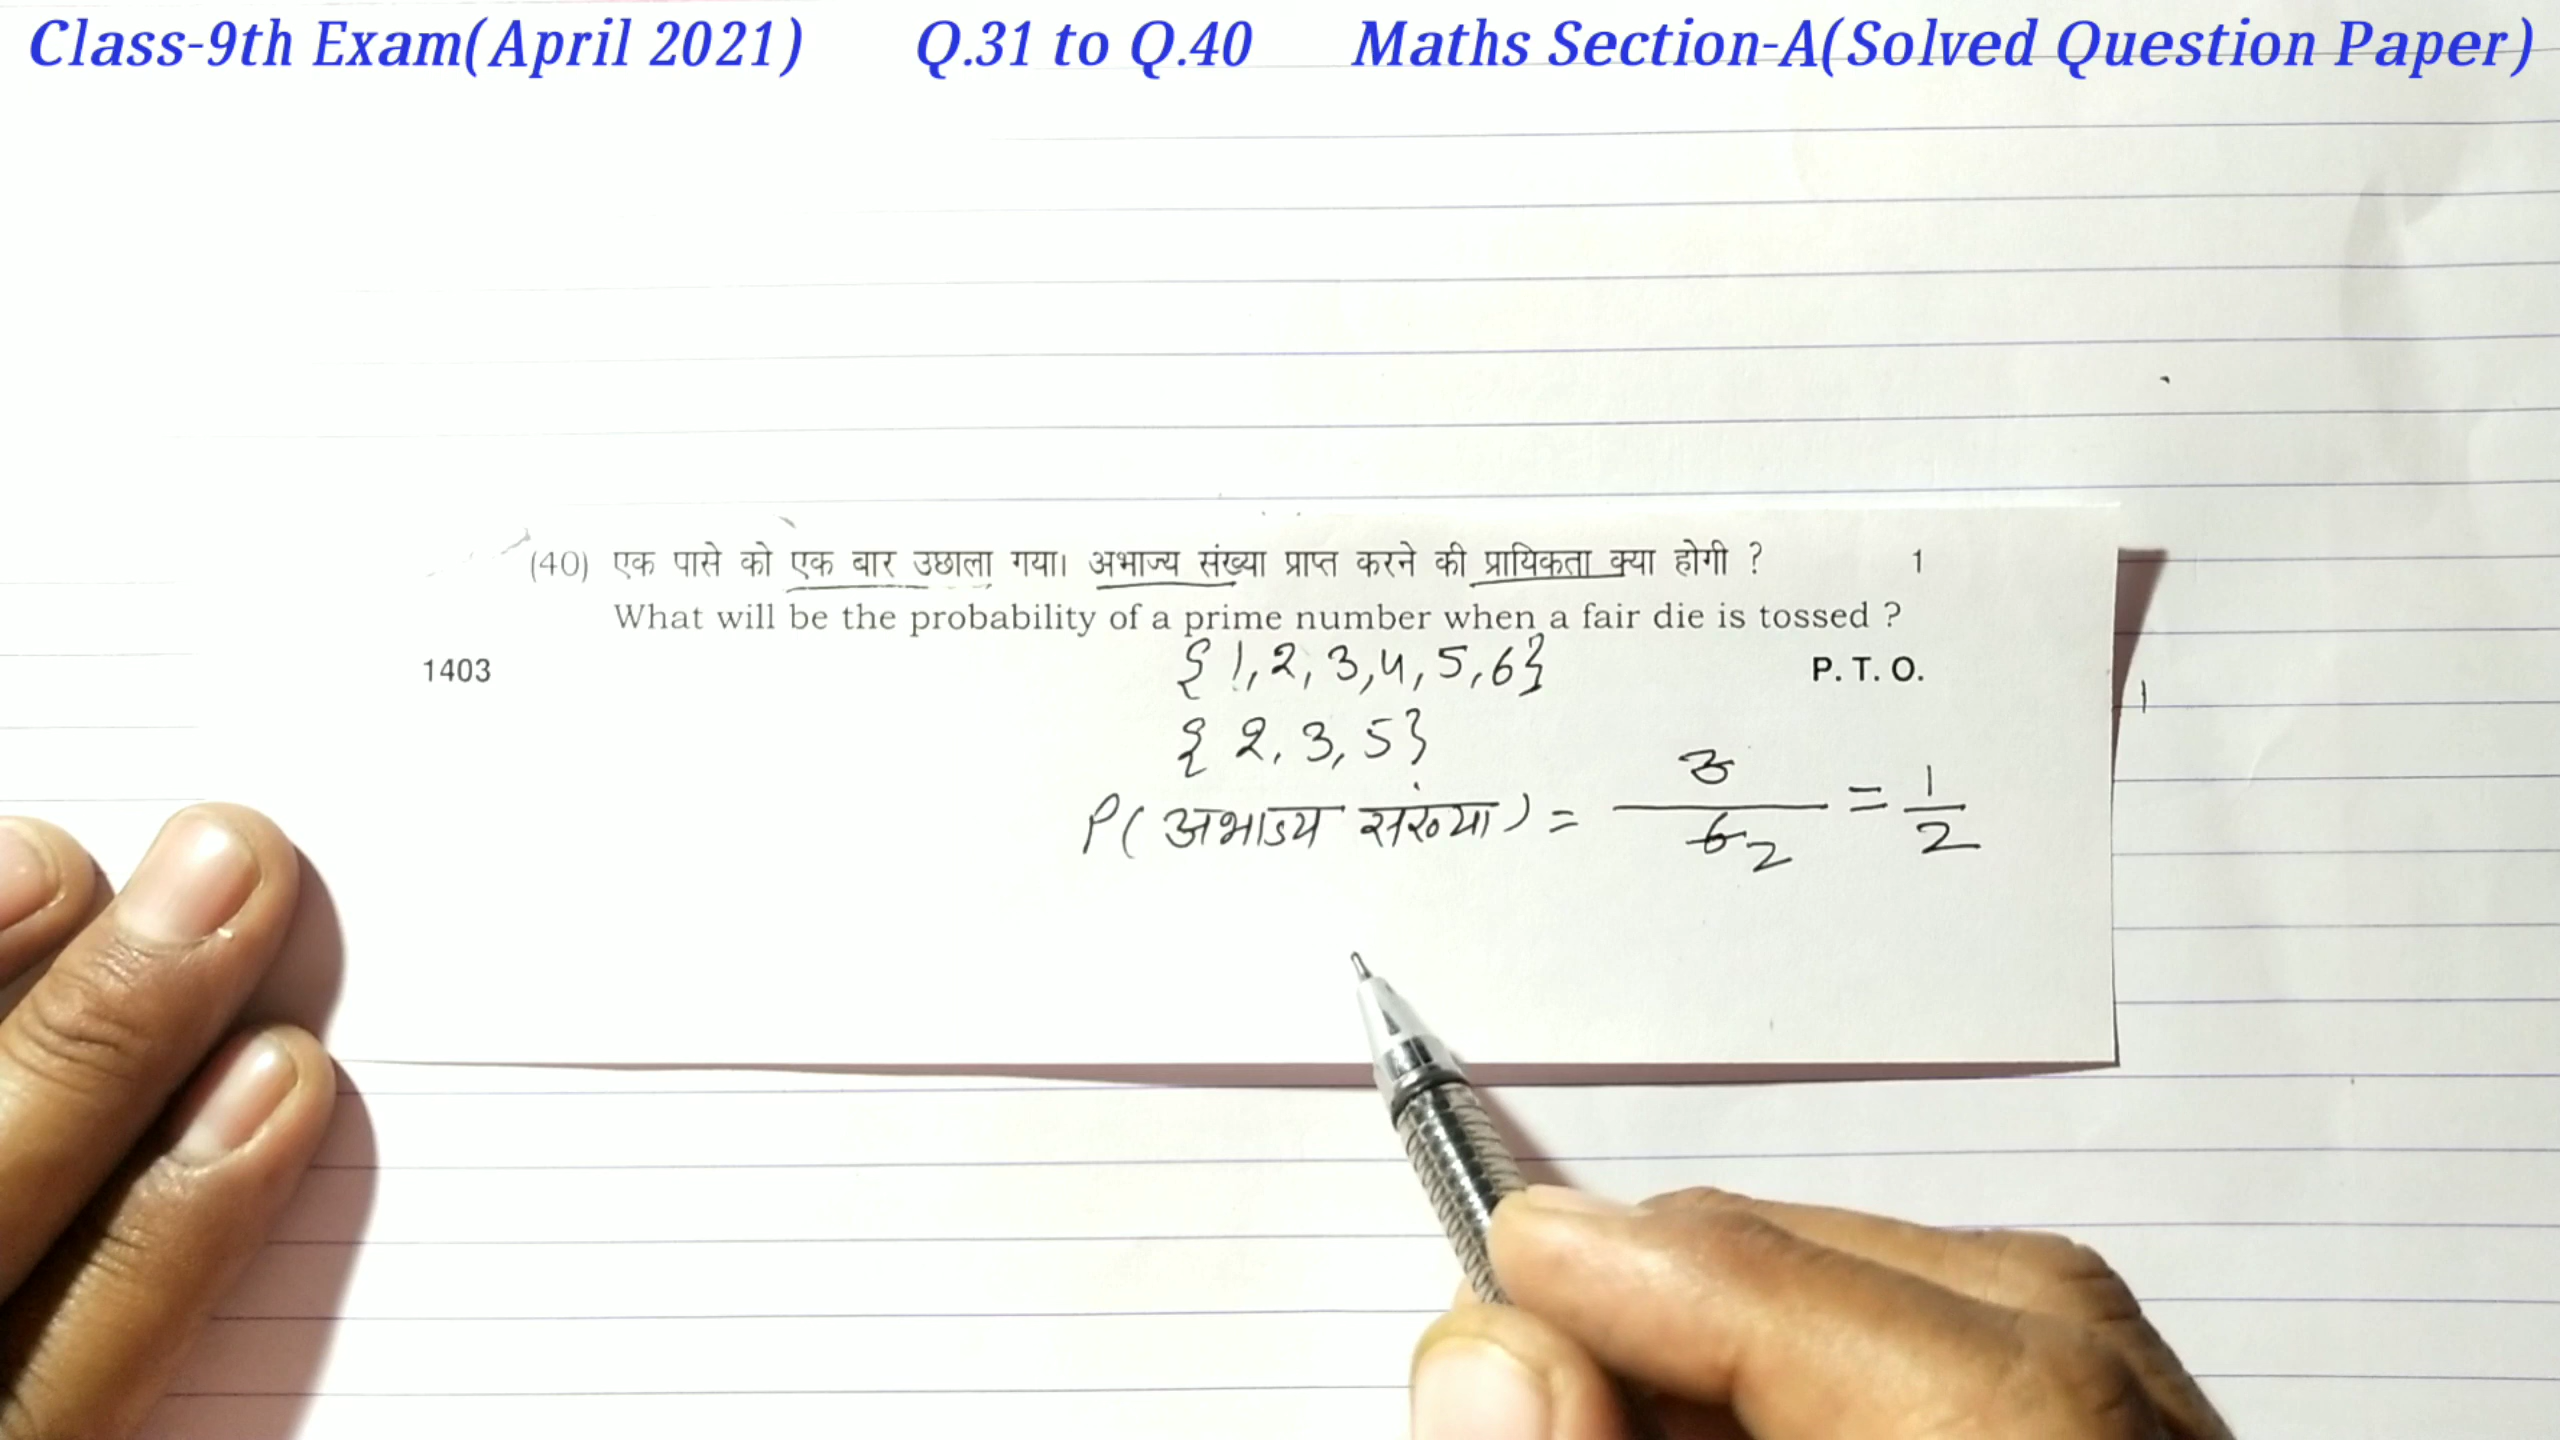 Class-9th Exam(April 2021) Q.31 to Q.40 Maths Section-A(Solved Question Paper)
(40) एक पासे को एक बार उछाला गया। अभाज्य संख्या प्राप्त करने की प्रायिकता क्या होगी ? 1
What will be the probability of a prime number when a fair die is tossed ?
1403 P. T. O.
{1, 2, 3, 4, 5, 6}
{2, 3, 5}
P( अभाज्य संख्या ) = 3/6 2 = 1/2